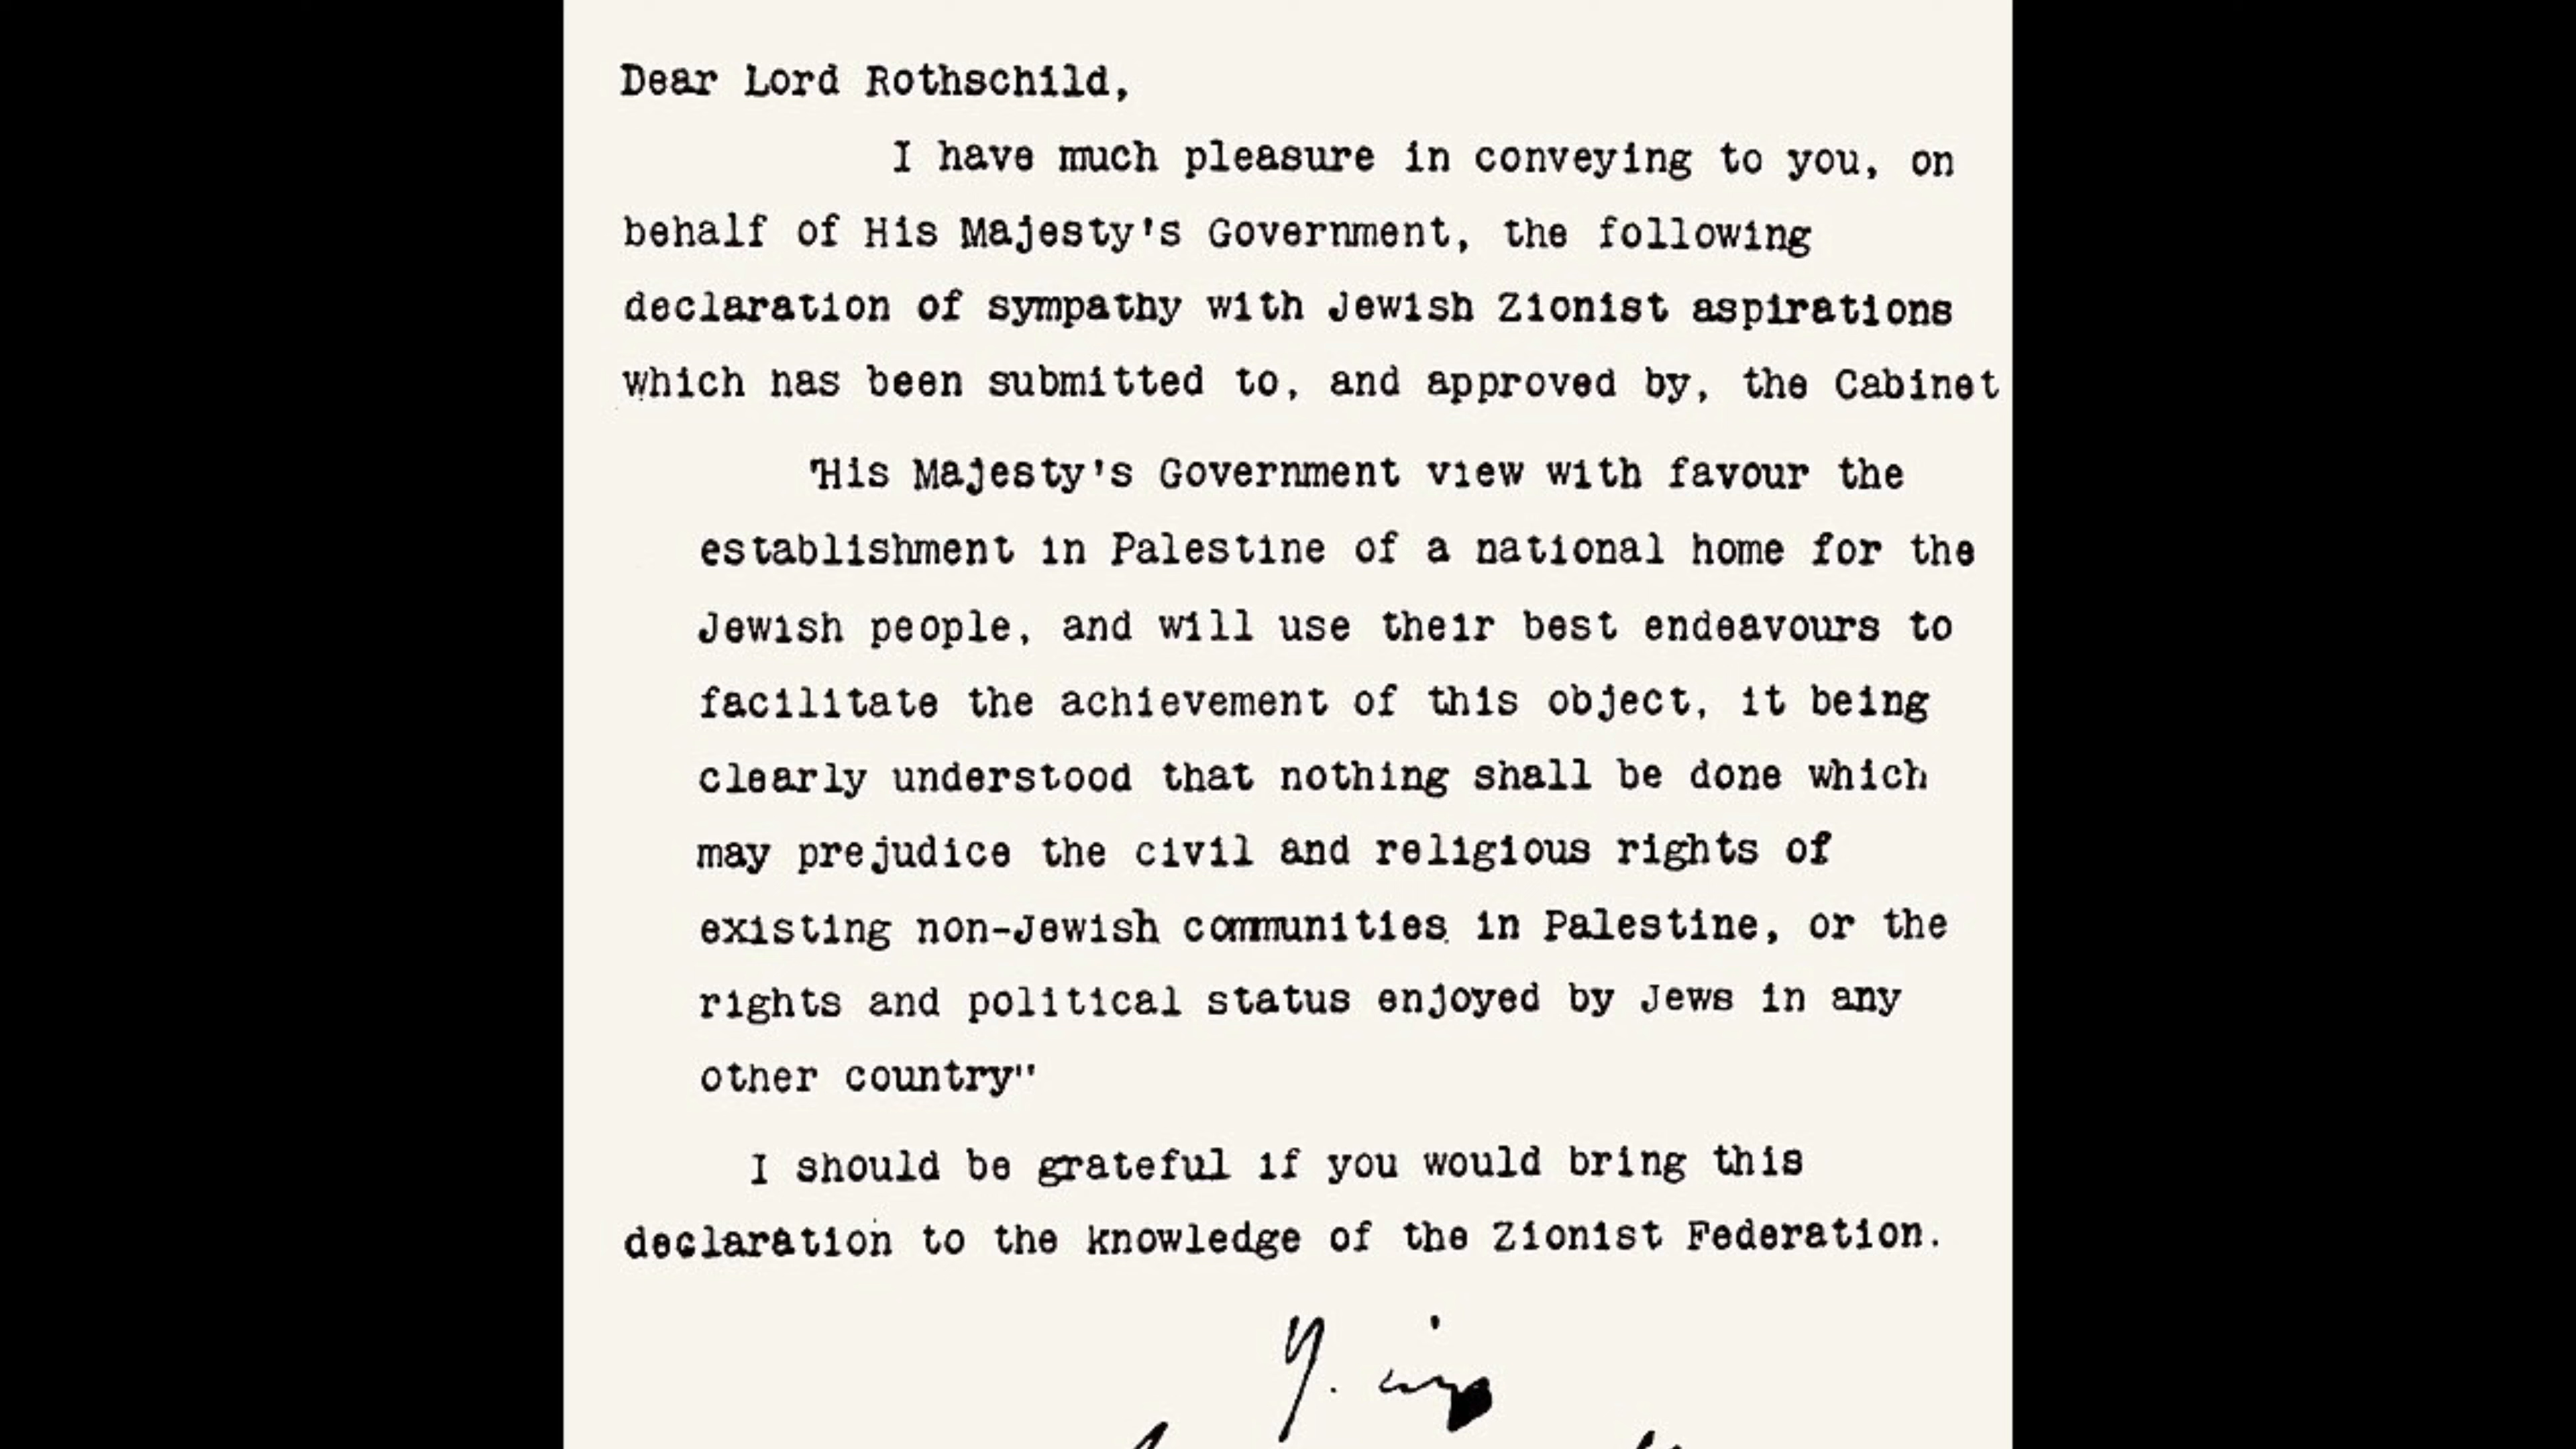 Dear Lord Rothschild,
I have much pleasure in conveying to you, on
behalf of His Majesty's Government, the following
declaration of sympathy with Jewish Zionist aspirations
which has been submitted to, and approved by, the Cabinet
"His Majesty's Government view with favour the
establishment in Palestine of a national home for the
Jewish people, and will use their best endeavours to
facilitate the achievement of this object, it being
clearly understood that nothing shall be done which
may prejudice the civil and religious rights of
existing non-Jewish communities in Palestine, or the
rights and political status enjoyed by Jews in any
other country"
I should be grateful if you would bring this
declaration to the knowledge of the Zionist Federation.